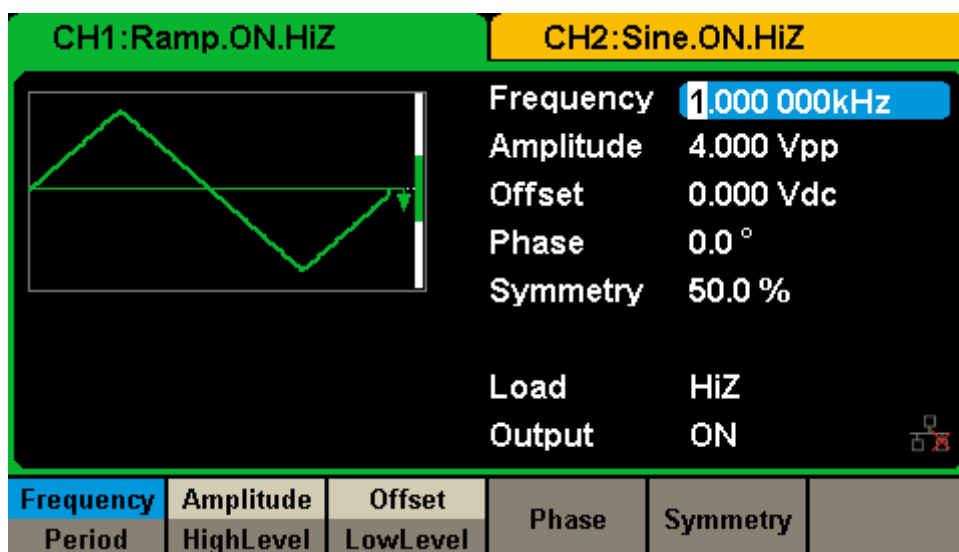 CH1:Ramp.ON.HiZ
CH2:Sine.ON.HiZ
Frequency 1.000 000kHz
Amplitude 4.000 Vpp
Offset 0.000 Vdc
Phase 0.0 °
Symmetry 50.0 %
Load HiZ
Output ON
Frequency Amplitude Offset Phase Symmetry
Period HighLevel LowLevel